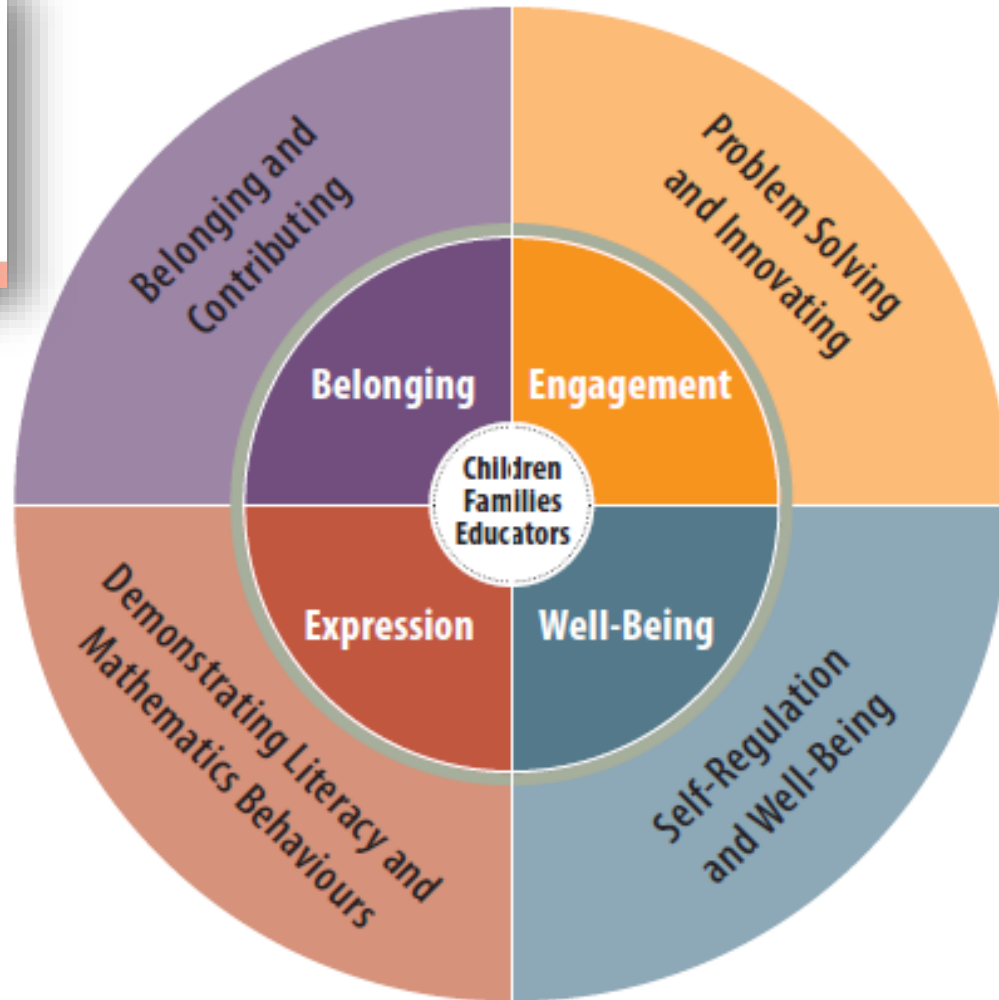 Belonging and
Contributing
Problem Solving
and Innovating
Belonging
Engagement
Children
Families
Educators
Expression
Well-Being
Demonstrating Literacy and
Mathematics Behaviours
Self-Regulation
and Well-Being